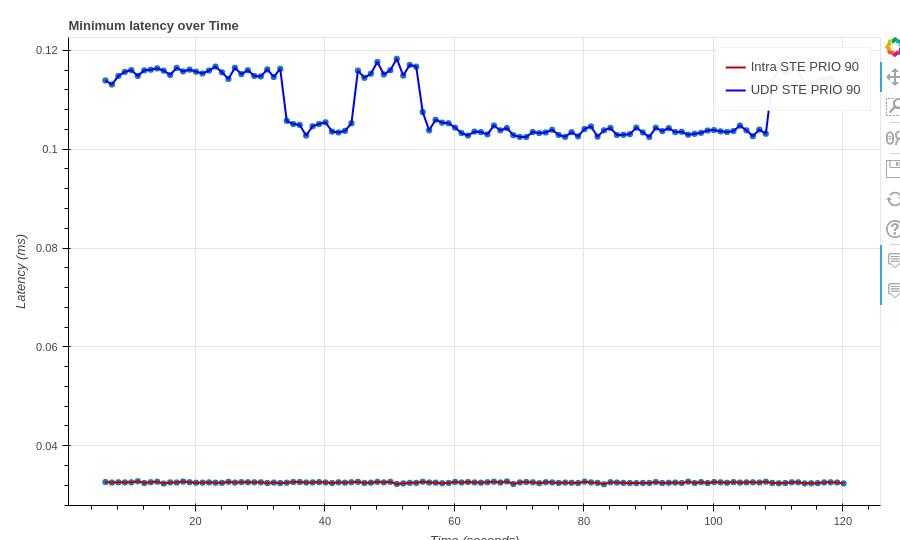 Minimum latency over Time
0.12
0.1
0.08
0.06
0.04
Latency (ms)
Intra STE PRIO 90
UDP STE PRIO 90
20
40
60
80
100
120
Time (seconds)